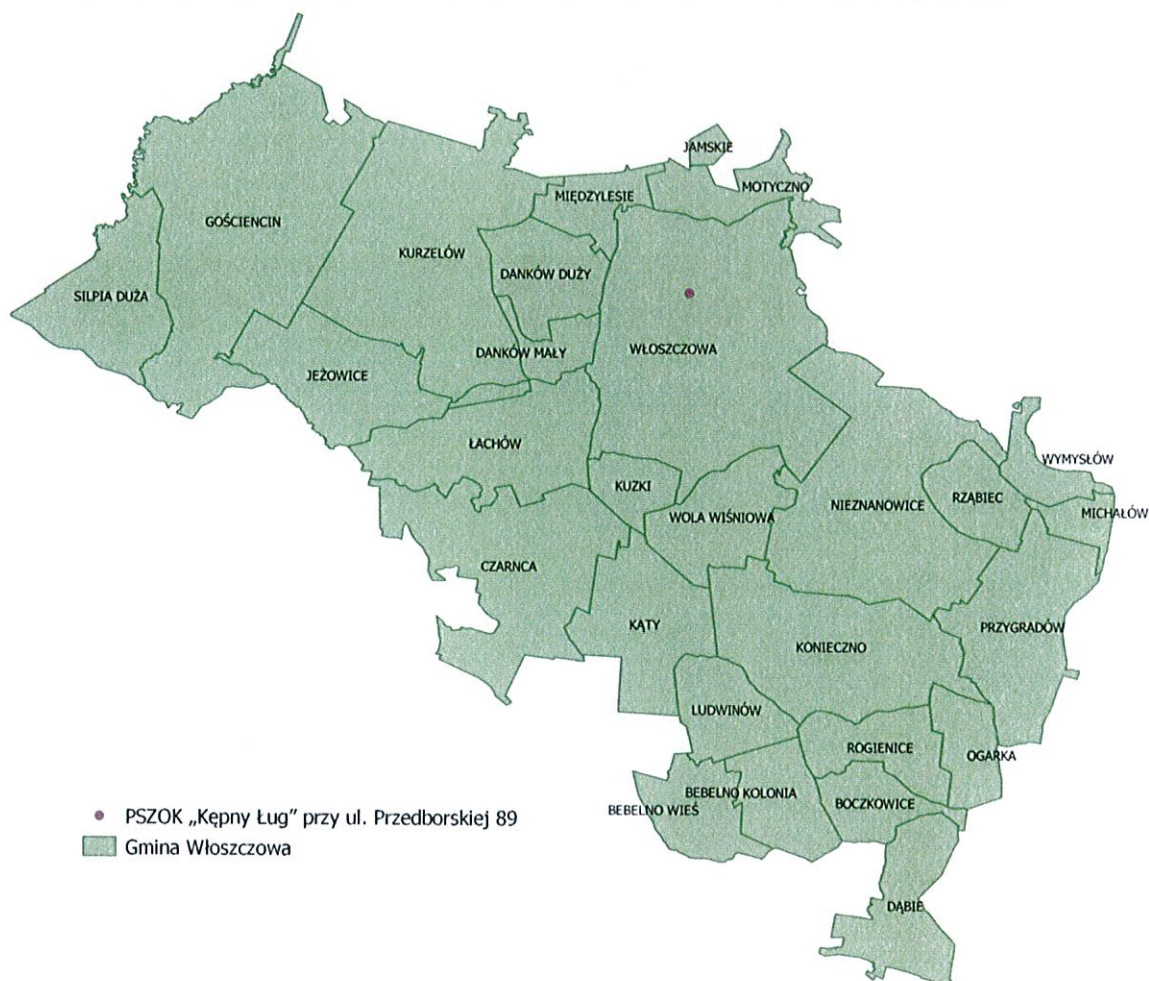 JAMSKIE
MOTYCZNO
MIĘDZYLESIE
GOŚCIENCIN
KURZELÓW
DANKÓW DUŻY
SILPIA DUŻA
WŁOSZCZOWA
DANKÓW MAŁY
JEŻOWICE
ŁACHÓW
WYMYSŁÓW
KUZKI
RZĄBIEC
NIEZNANOWICE
MICHAŁÓW
WOLA WIŚNIOWA
CZARNCA
KĄTY
PRZYGRADÓW
KONIECZNO
LUDWINÓW
ROGIENICE
OGARKA
BEBELNO KOLONIA
BOCZKOWICE
BEBELNO WIEŚ
PSZOK „Kępny Ług” przy ul. Przedborskiej 89
Gmina Włoszczowa
DĄBIE